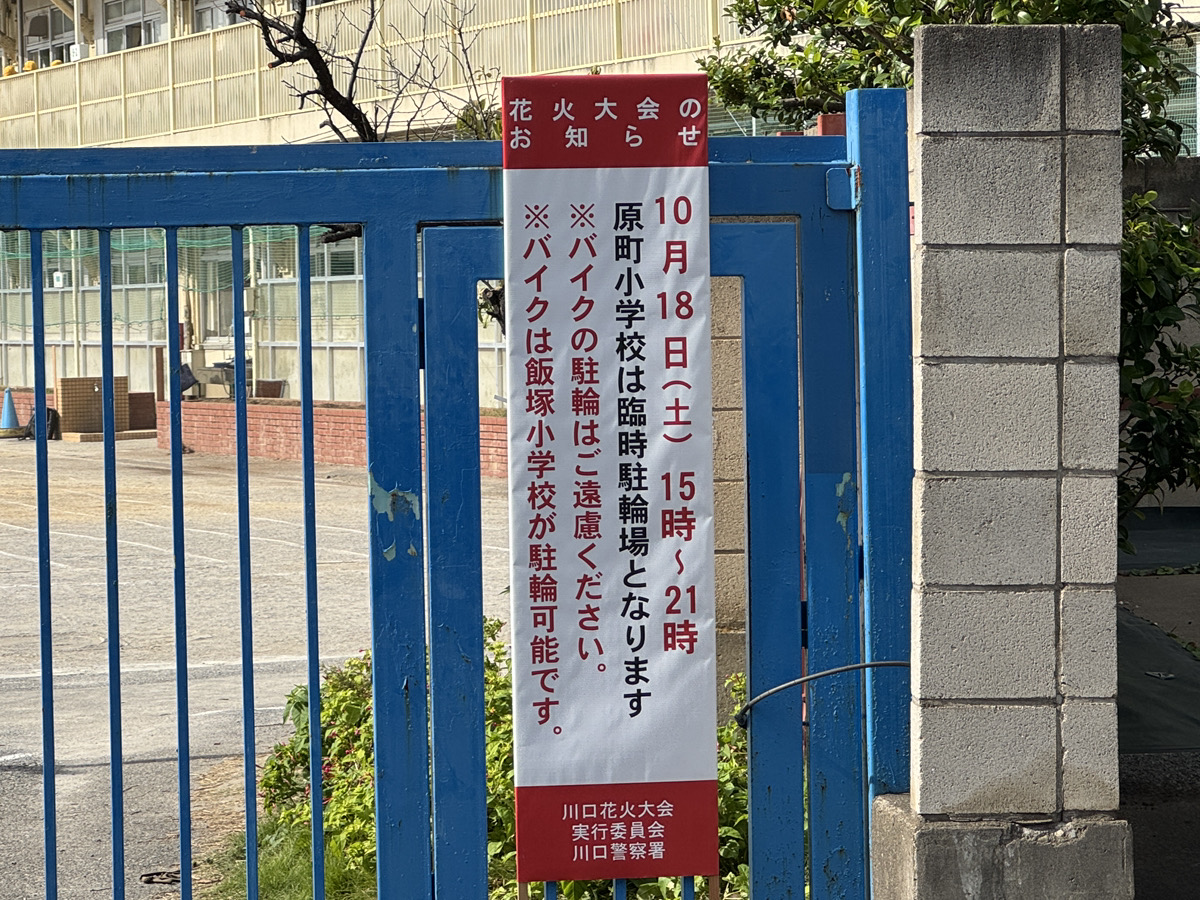 花火大会の
お知らせ
10月18日(土) 15時～21時
原町小学校は臨時駐輪場となります
※バイクの駐輪はご遠慮ください。
※バイクは飯塚小学校が駐輪可能です。
川口花火大会
実行委員会
川口警察署